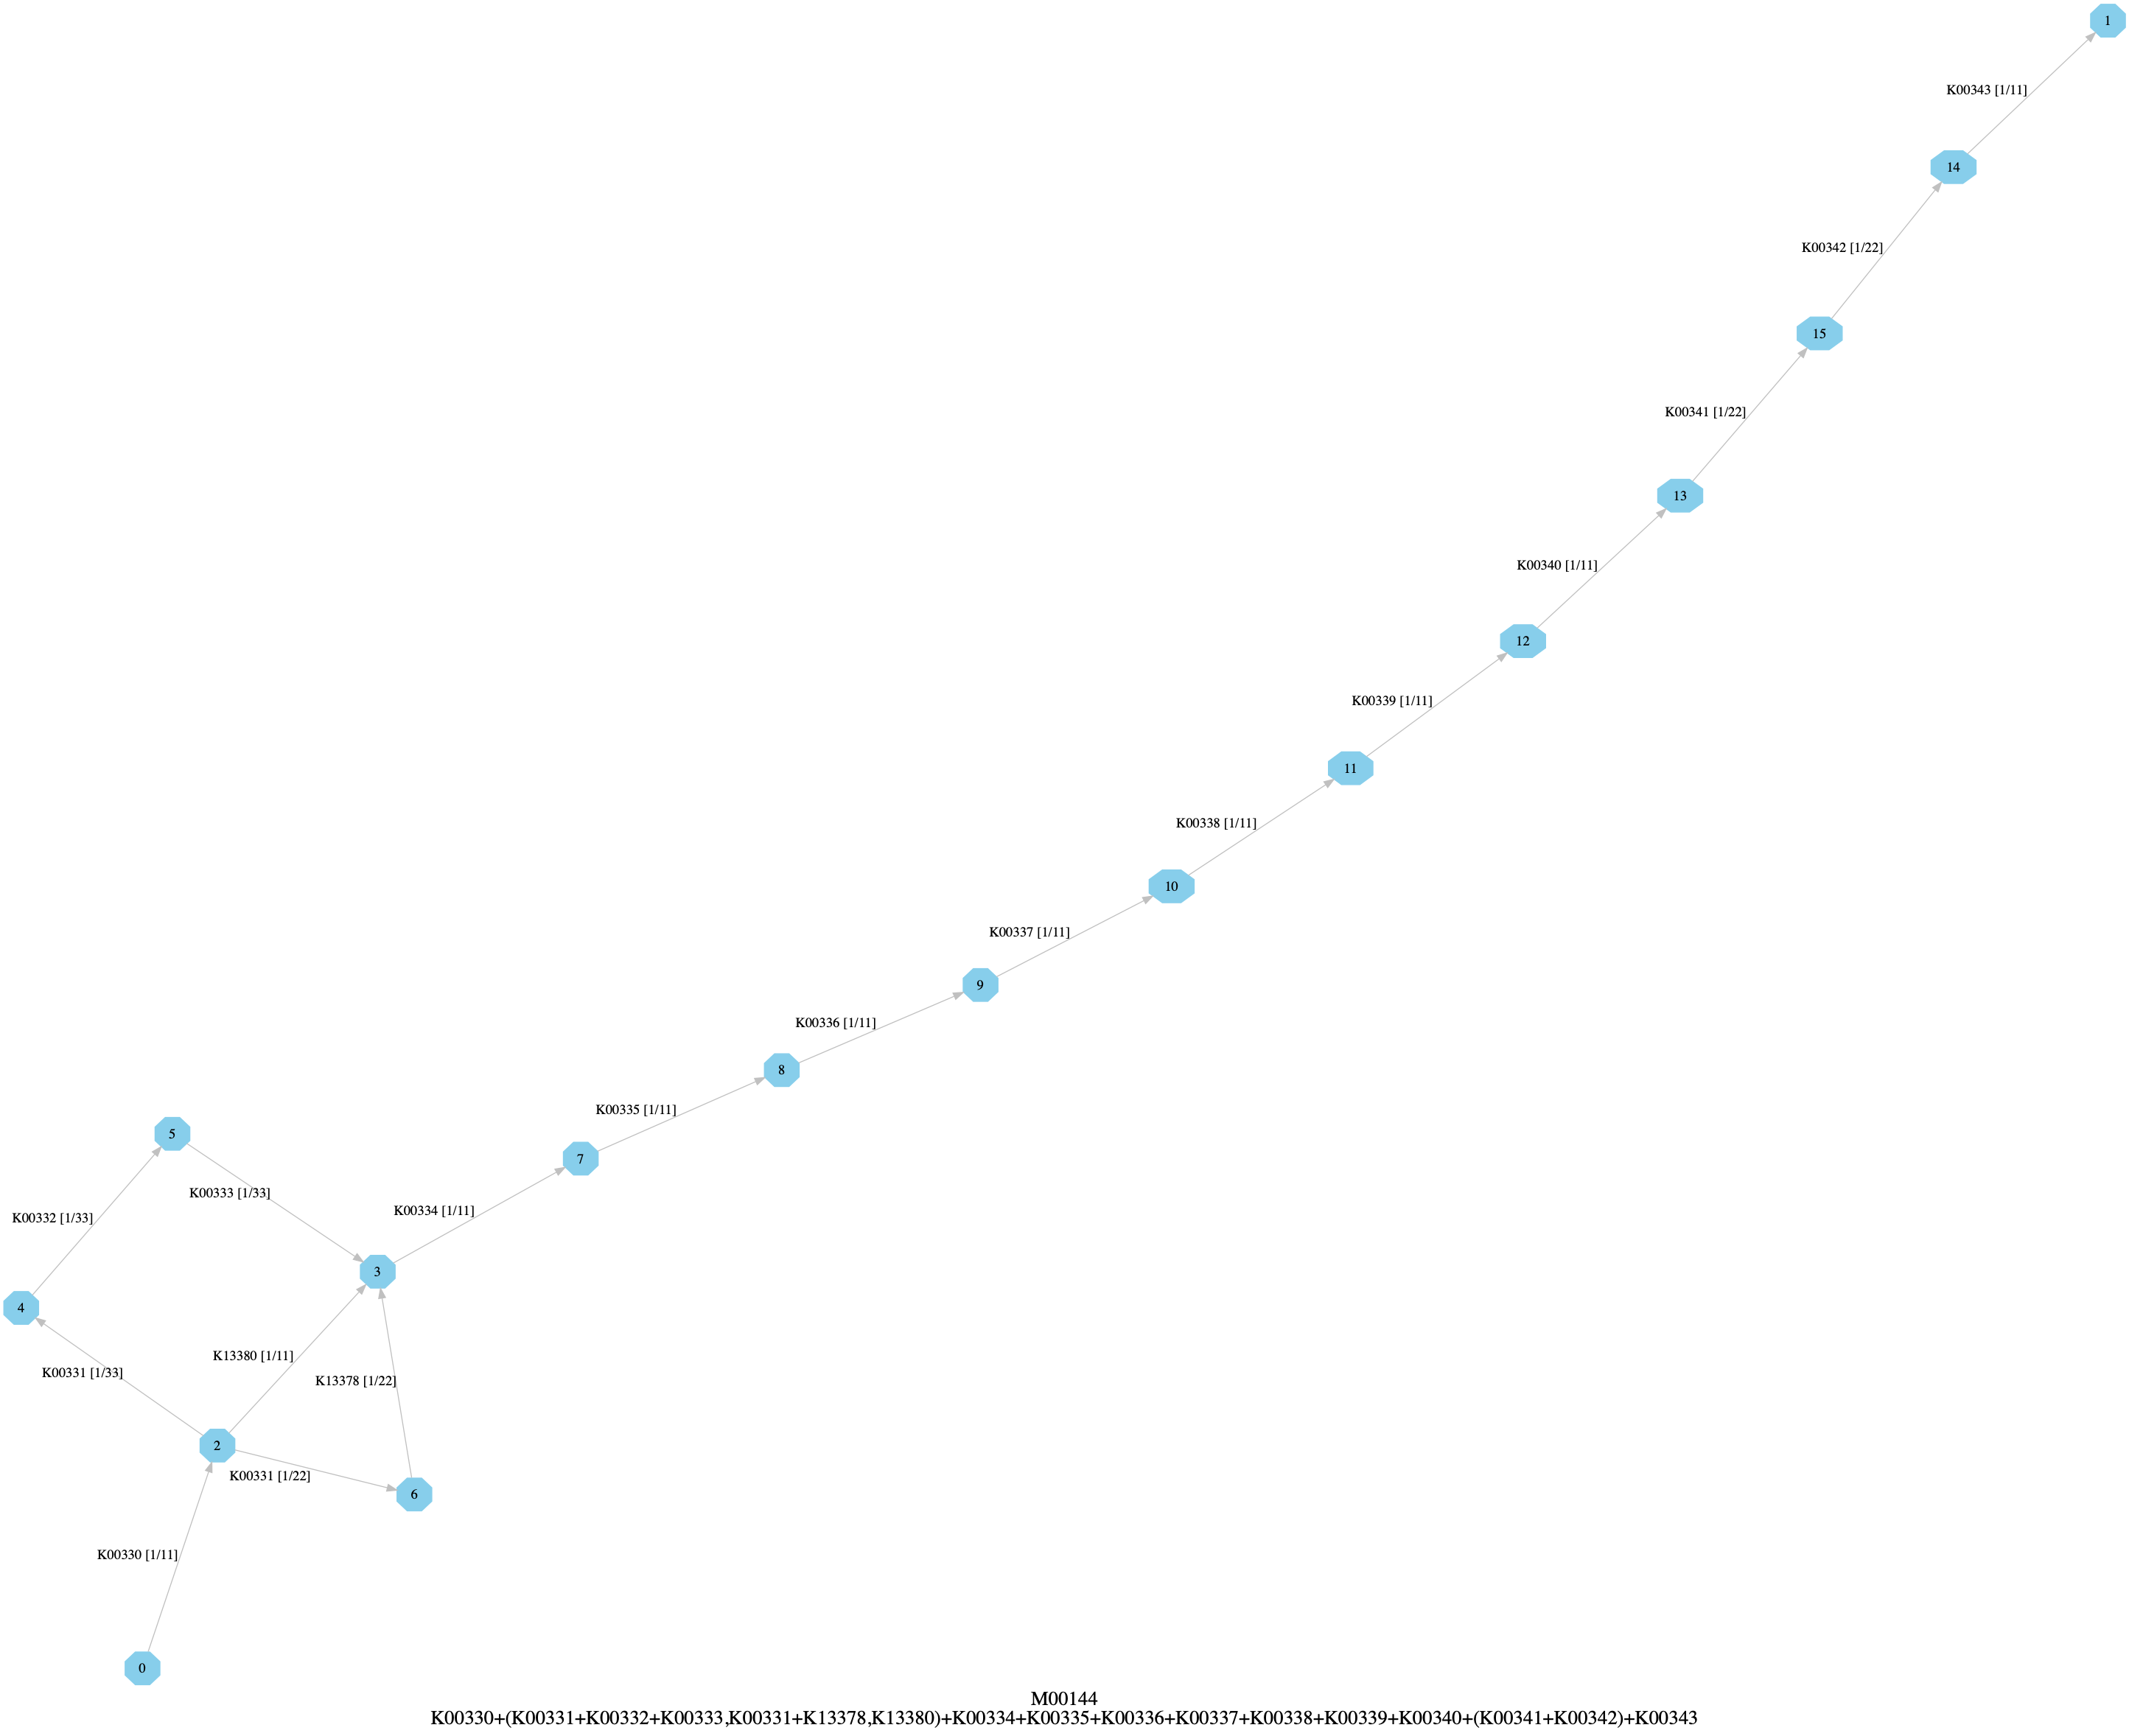 1
K00343 [1/11]
14
K00342 [1/22]
15
K00341 [1/22]
13
K00340 [1/11]
12
K00339 [1/11]
11
K00338 [1/11]
10
K00337 [1/11]
9
K00336 [1/11]
8
K00335 [1/11]
5
7
K00333 [1/33]
K00334 [1/11]
K00332 [1/33]
3
4
K13380 [1/11]
K00331 [1/33]
K13378 [1/22]
2
K00331 [1/22]
6
K00330 [1/11]
0
M00144
K00330+(K00331+K00332+K00333,K00331+K13378,K13380)+K00334+K00335+K00336+K00337+K00338+K00339+K00340+(K00341+K00342)+K00343